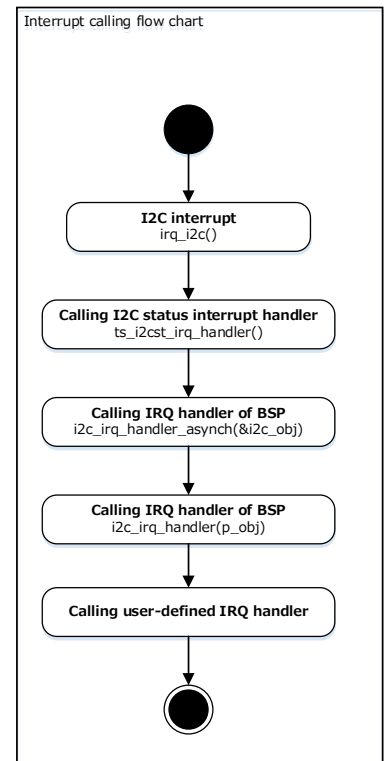 Interrupt calling flow chart
I2C interrupt
irq_i2c()
Calling I2C status interrupt handler
ts_i2cst_irq_handler()
Calling IRQ handler of BSP
i2c_irq_handler_asynch(&i2c_obj)
Calling IRQ handler of BSP
i2c_irq_handler(p_obj)
Calling user-defined IRQ handler